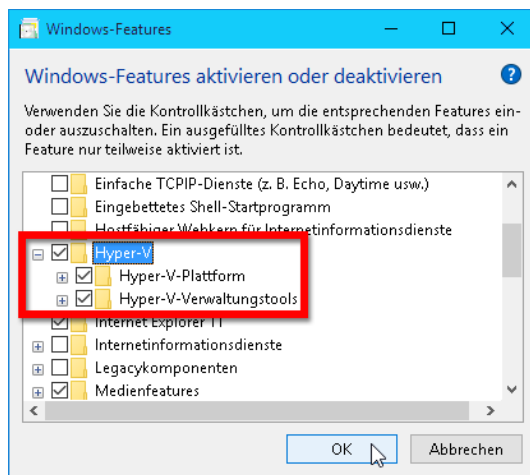 Windows-Features
Windows-Features aktivieren oder deaktivieren
Verwenden Sie die Kontrollkästchen, um die entsprechenden Features ein-
oder auszuschalten. Ein ausgefülltes Kontrollkästchen bedeutet, dass ein
Feature nur teilweise aktiviert ist.
Einfache TCPIP-Dienste (z. B. Echo, Daytime usw.)
Eingebettetes Shell-Startprogramm
Hostfähiger Webkern für Internetinformationsdienste
Hyper-V
Hyper-V-Plattform
Hyper-V-Verwaltungstools
Internet Explorer 11
Internetinformationsdienste
Legacykomponenten
Medienfeatures
OK
Abbrechen